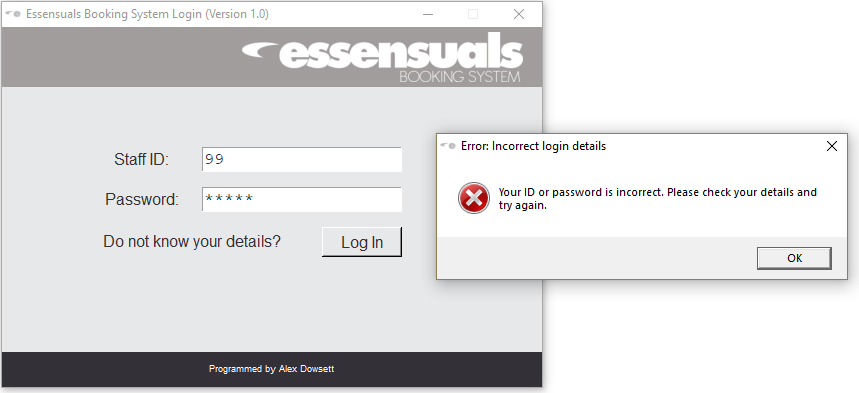 Essensuals Booking System Login (Version 1.0)
essensuals
BOOKING SYSTEM
Staff ID: 99
Password: *****
Do not know your details? Log In
Programmed by Alex Dowsett
Error: Incorrect login details
Your ID or password is incorrect. Please check your details and
try again.
OK